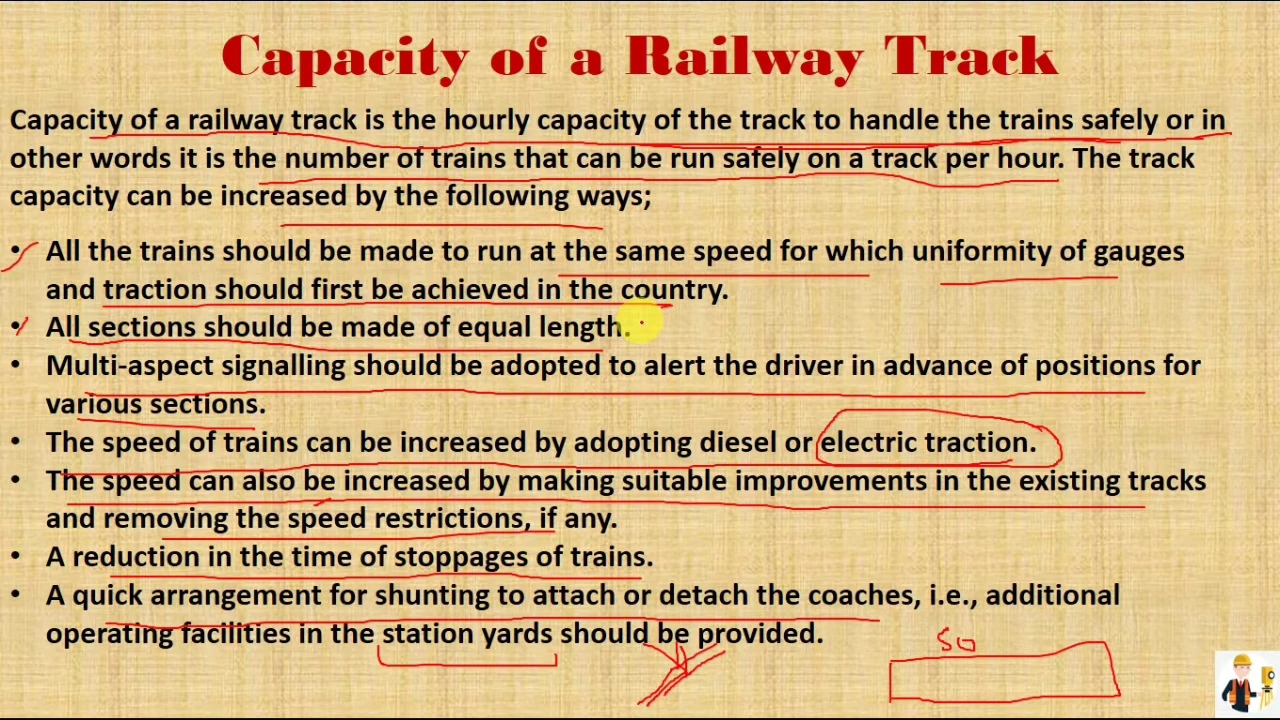 Capacity of a Railway Track
Capacity of a railway track is the hourly capacity of the track to handle the trains safely or in
other words it is the number of trains that can be run safely on a track per hour. The track
capacity can be increased by the following ways;
• All the trains should be made to run at the same speed for which uniformity of gauges
and traction should first be achieved in the country.
• All sections should be made of equal length.
• Multi-aspect signalling should be adopted to alert the driver in advance of positions for
various sections.
• The speed of trains can be increased by adopting diesel or electric traction.
• The speed can also be increased by making suitable improvements in the existing tracks
and removing the speed restrictions, if any.
• A reduction in the time of stoppages of trains.
• A quick arrangement for shunting to attach or detach the coaches, i.e., additional
operating facilities in the station yards should be provided.